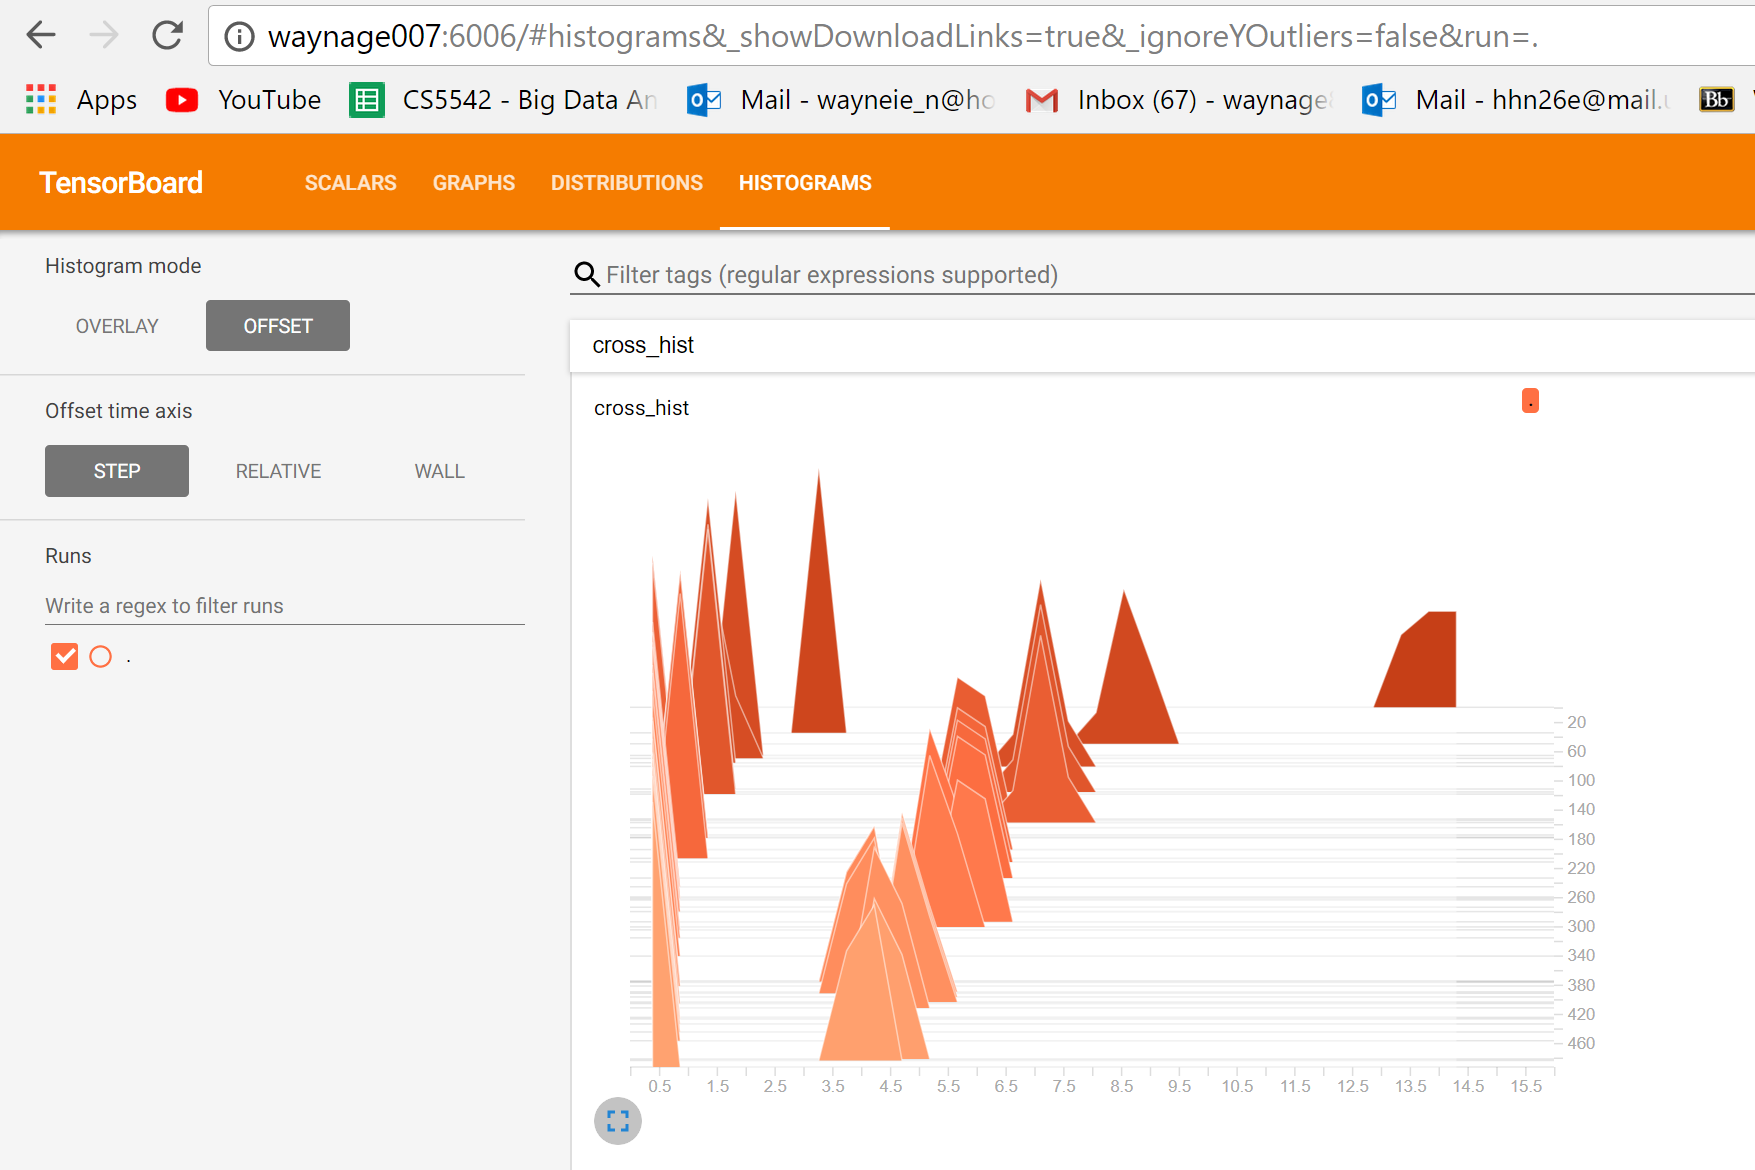 waynage007:6006/#histograms&_showDownloadLinks=true&_ignoreYOutliers=false&run=.
Apps YouTube CS5542 - Big Data An Mail - wayneie_n@ho Inbox (67) - waynage Mail - hhn26e@mail. Bb
TensorBoard SCALARS GRAPHS DISTRIBUTIONS HISTOGRAMS
Histogram mode
OVERLAY OFFSET
Offset time axis
STEP RELATIVE WALL
Runs
Write a regex to filter runs
.
Filter tags (regular expressions supported)
cross_hist
cross_hist
.
20
60
100
140
180
220
260
300
340
380
420
460
0.5 1.5 2.5 3.5 4.5 5.5 6.5 7.5 8.5 9.5 10.5 11.5 12.5 13.5 14.5 15.5